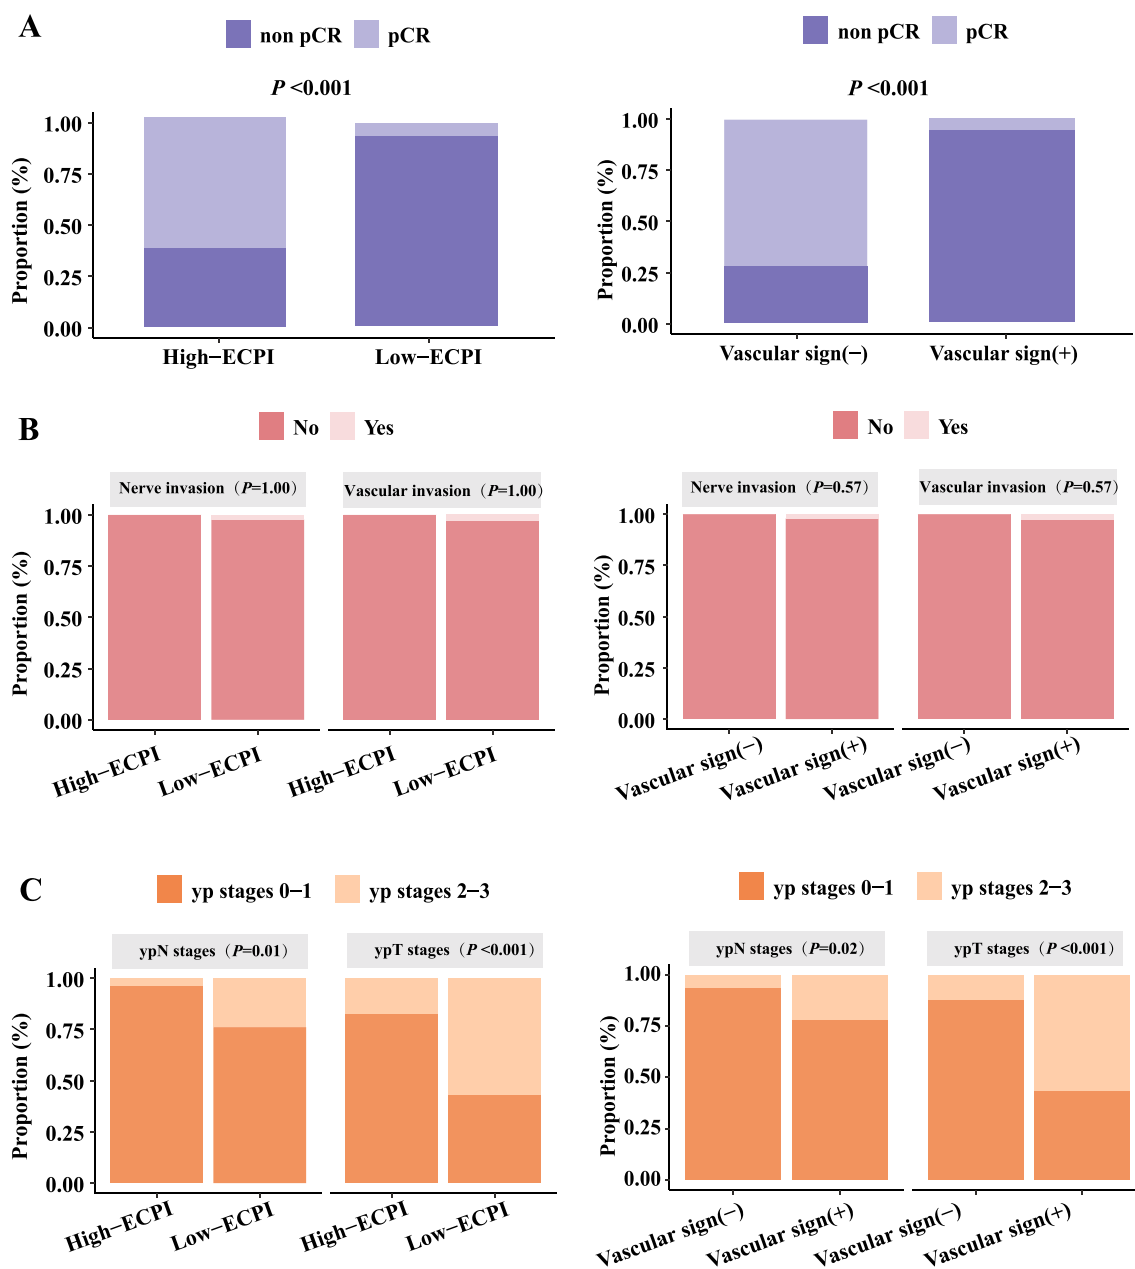 A
non pCR pCR
P <0.001
Proportion (%)
1.00
0.75
0.50
0.25
0.00
High−ECPI Low−ECPI
non pCR pCR
P <0.001
Proportion (%)
1.00
0.75
0.50
0.25
0.00
Vascular sign(−) Vascular sign(+)
B
No Yes
Nerve invasion（P=1.00） Vascular invasion（P=1.00）
Proportion (%)
1.00
0.75
0.50
0.25
0.00
High−ECPI Low−ECPI High−ECPI Low−ECPI
No Yes
Nerve invasion（P=0.57） Vascular invasion（P=0.57）
Proportion (%)
1.00
0.75
0.50
0.25
0.00
Vascular sign(−) Vascular sign(+) Vascular sign(−) Vascular sign(+)
C
yp stages 0−1 yp stages 2−3
ypN stages（P=0.01） ypT stages（P <0.001）
Proportion (%)
1.00
0.75
0.50
0.25
0.00
High−ECPI Low−ECPI High−ECPI Low−ECPI
yp stages 0−1 yp stages 2−3
ypN stages（P=0.02） ypT stages（P <0.001）
Proportion (%)
1.00
0.75
0.50
0.25
0.00
Vascular sign(−) Vascular sign(+) Vascular sign(−) Vascular sign(+)